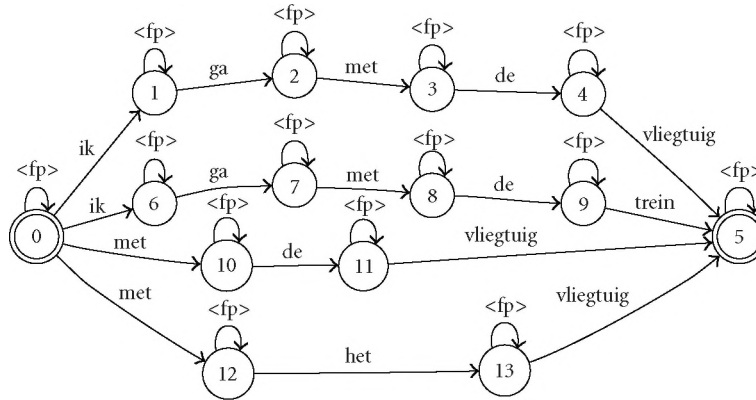 <fp> <fp> <fp> <fp>
1 ga 2 met 3 de 4
ik <fp> <fp> <fp> <fp> vliegtuig
<fp> ik 6 ga 7 met 8 de 9 trein <fp>
0 met <fp> <fp> vliegtuig 5
10 de 11
met <fp> <fp> vliegtuig
12 het 13